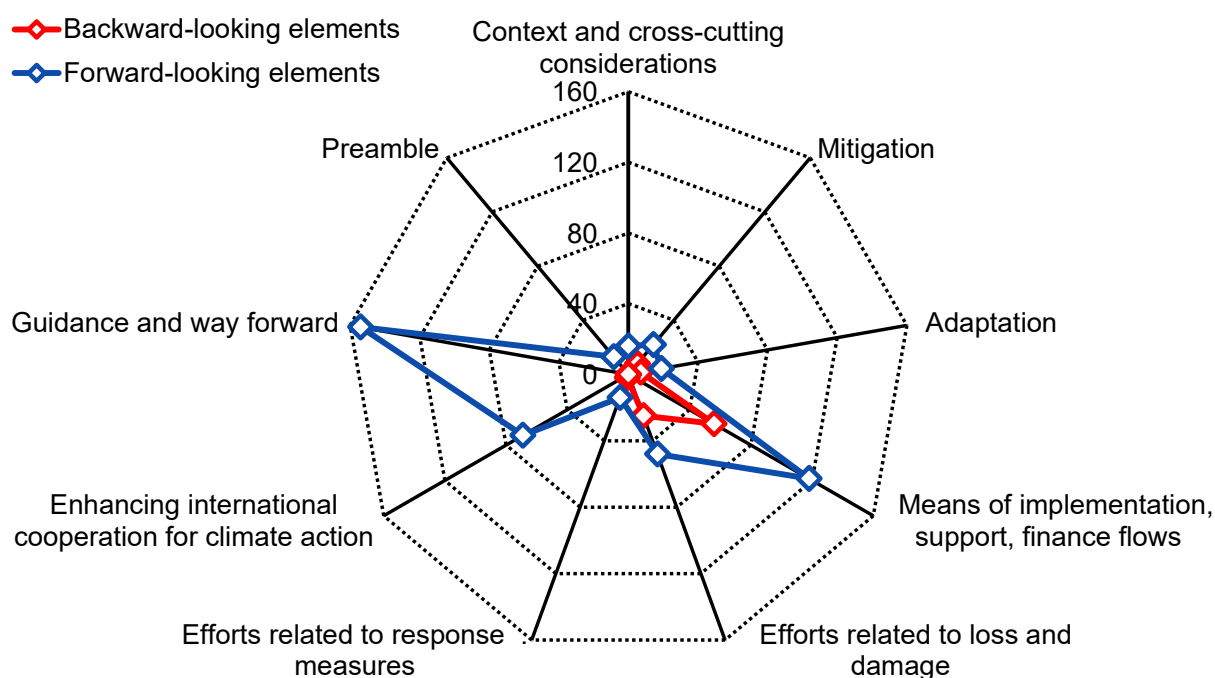 Backward-looking elements
Forward-looking elements
Context and cross-cutting
considerations
160
120
80
40
0
Preamble
Mitigation
Guidance and way forward
Adaptation
Enhancing international
cooperation for climate action
Means of implementation,
support, finance flows
Efforts related to response
measures
Efforts related to loss and
damage